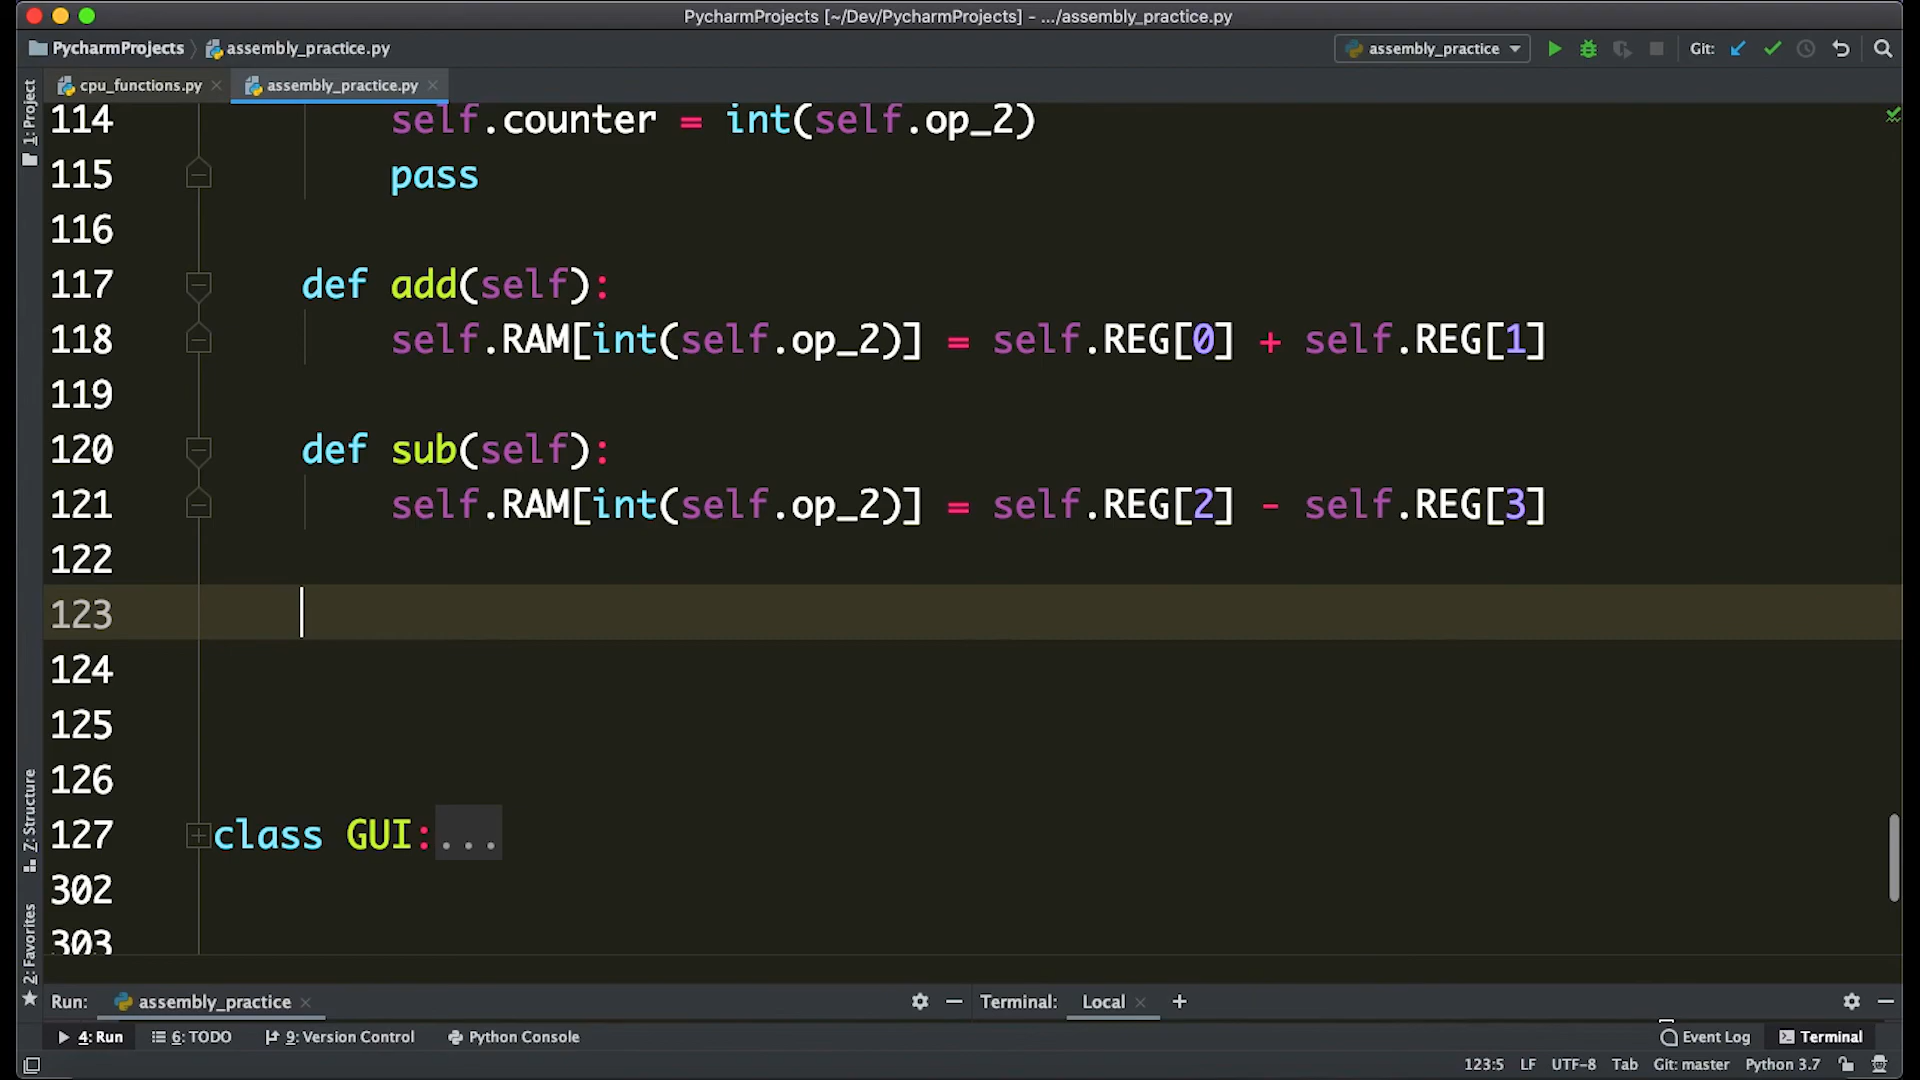 PycharmProjects [~/Dev/PycharmProjects] - .../assembly_practice.py
PycharmProjects assembly_practice.py
assembly_practice Git:
cpu_functions.py assembly_practice.py
1: Project
114 self.counter = int(self.op_2)
115 pass
116
117 def add(self):
118 self.RAM[int(self.op_2)] = self.REG[0] + self.REG[1]
119
120 def sub(self):
121 self.RAM[int(self.op_2)] = self.REG[2] - self.REG[3]
122
123
124
125
126
127 class GUI:...
302
303
7: Structure
2: Favorites
Run: assembly_practice Terminal: Local +
4: Run 6: TODO 9: Version Control Python Console Event Log Terminal
123:5 LF UTF-8 Tab Git: master Python 3.7